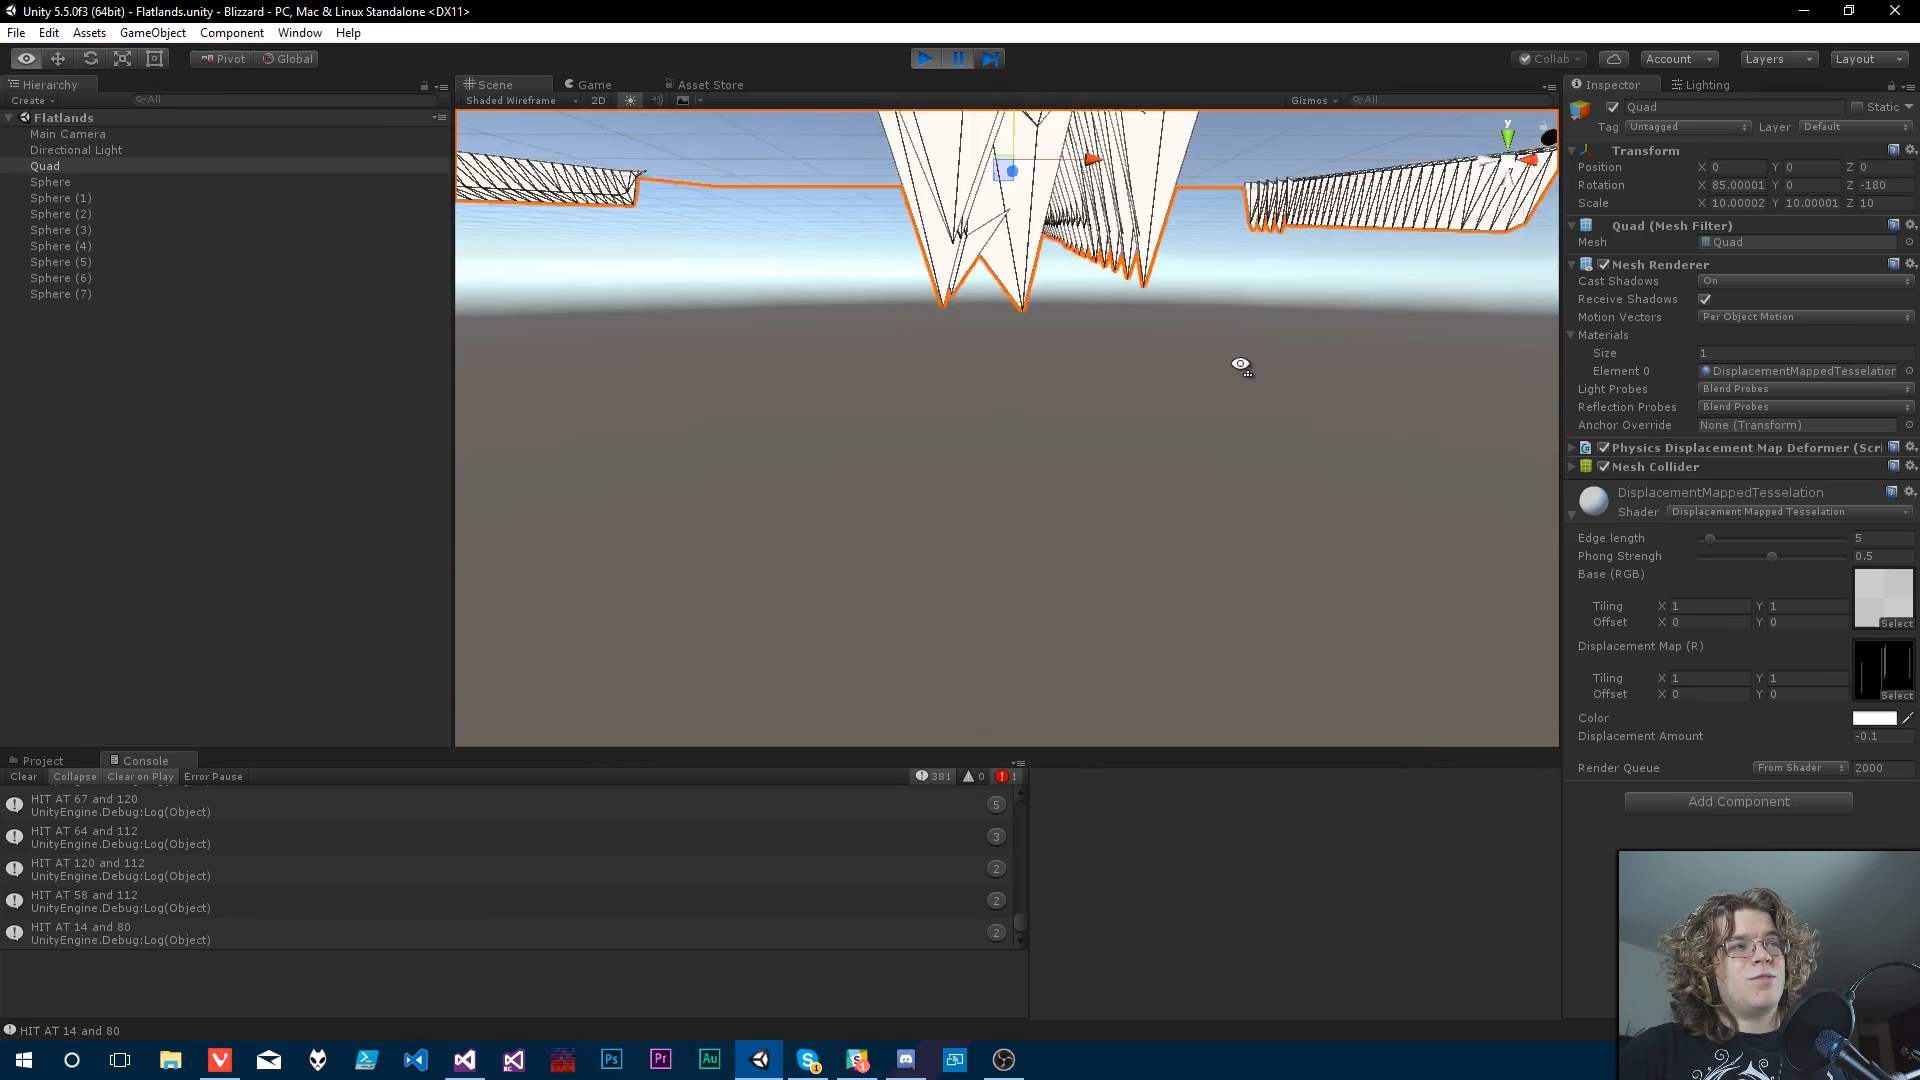 Unity 5.5.0f3 (64bit) - Flatlands.unity - Blizzard - PC, Mac & Linux Standalone <DX11>
File Edit Assets GameObject Component Window Help
Pivot Global Collab Account Layers Layout
Hierarchy
Create All
Flatlands
Main Camera
Directional Light
Quad
Sphere
Sphere (1)
Sphere (2)
Sphere (3)
Sphere (4)
Sphere (5)
Sphere (6)
Sphere (7)
Scene Game Asset Store
Shaded Wireframe 2D Gizmos All
y
Inspector Lighting
Quad Static
Tag Untagged Layer Default
Transform
Position X 0 Y 0 Z 0
Rotation X 85.00001 Y 0 Z -180
Scale X 10.00002 Y 10.00001 Z 10
Quad (Mesh Filter)
Mesh Quad
Mesh Renderer
Cast Shadows On
Receive Shadows
Motion Vectors Per Object Motion
Materials
Size 1
Element 0 DisplacementMappedTesselation
Light Probes Blend Probes
Reflection Probes Blend Probes
Anchor Override None (Transform)
Physics Displacement Map Deformer (Scri
Mesh Collider
DisplacementMappedTesselation
Shader Displacement Mapped Tesselation
Edge length 5
Phong Strengh 0.5
Base (RGB)
Tiling X 1 Y 1
Offset X 0 Y 0
Select
Displacement Map (R)
Tiling X 1 Y 1
Offset X 0 Y 0
Select
Color
Displacement Amount -0.1
Render Queue From Shader 2000
Add Component
Project Console
Clear Collapse Clear on Play Error Pause 381 0 1
HIT AT 67 and 120
UnityEngine.Debug:Log(Object) 5
HIT AT 64 and 112
UnityEngine.Debug:Log(Object) 3
HIT AT 120 and 112
UnityEngine.Debug:Log(Object) 2
HIT AT 58 and 112
UnityEngine.Debug:Log(Object) 2
HIT AT 14 and 80
UnityEngine.Debug:Log(Object) 2
HIT AT 14 and 80
Ps Pr Au